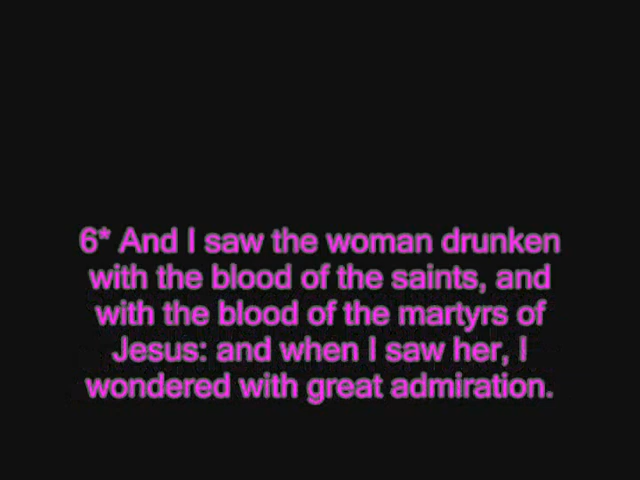 6* And I saw the woman drunken
with the blood of the saints, and
with the blood of the martyrs of
Jesus: and when I saw her, I
wondered with great admiration.